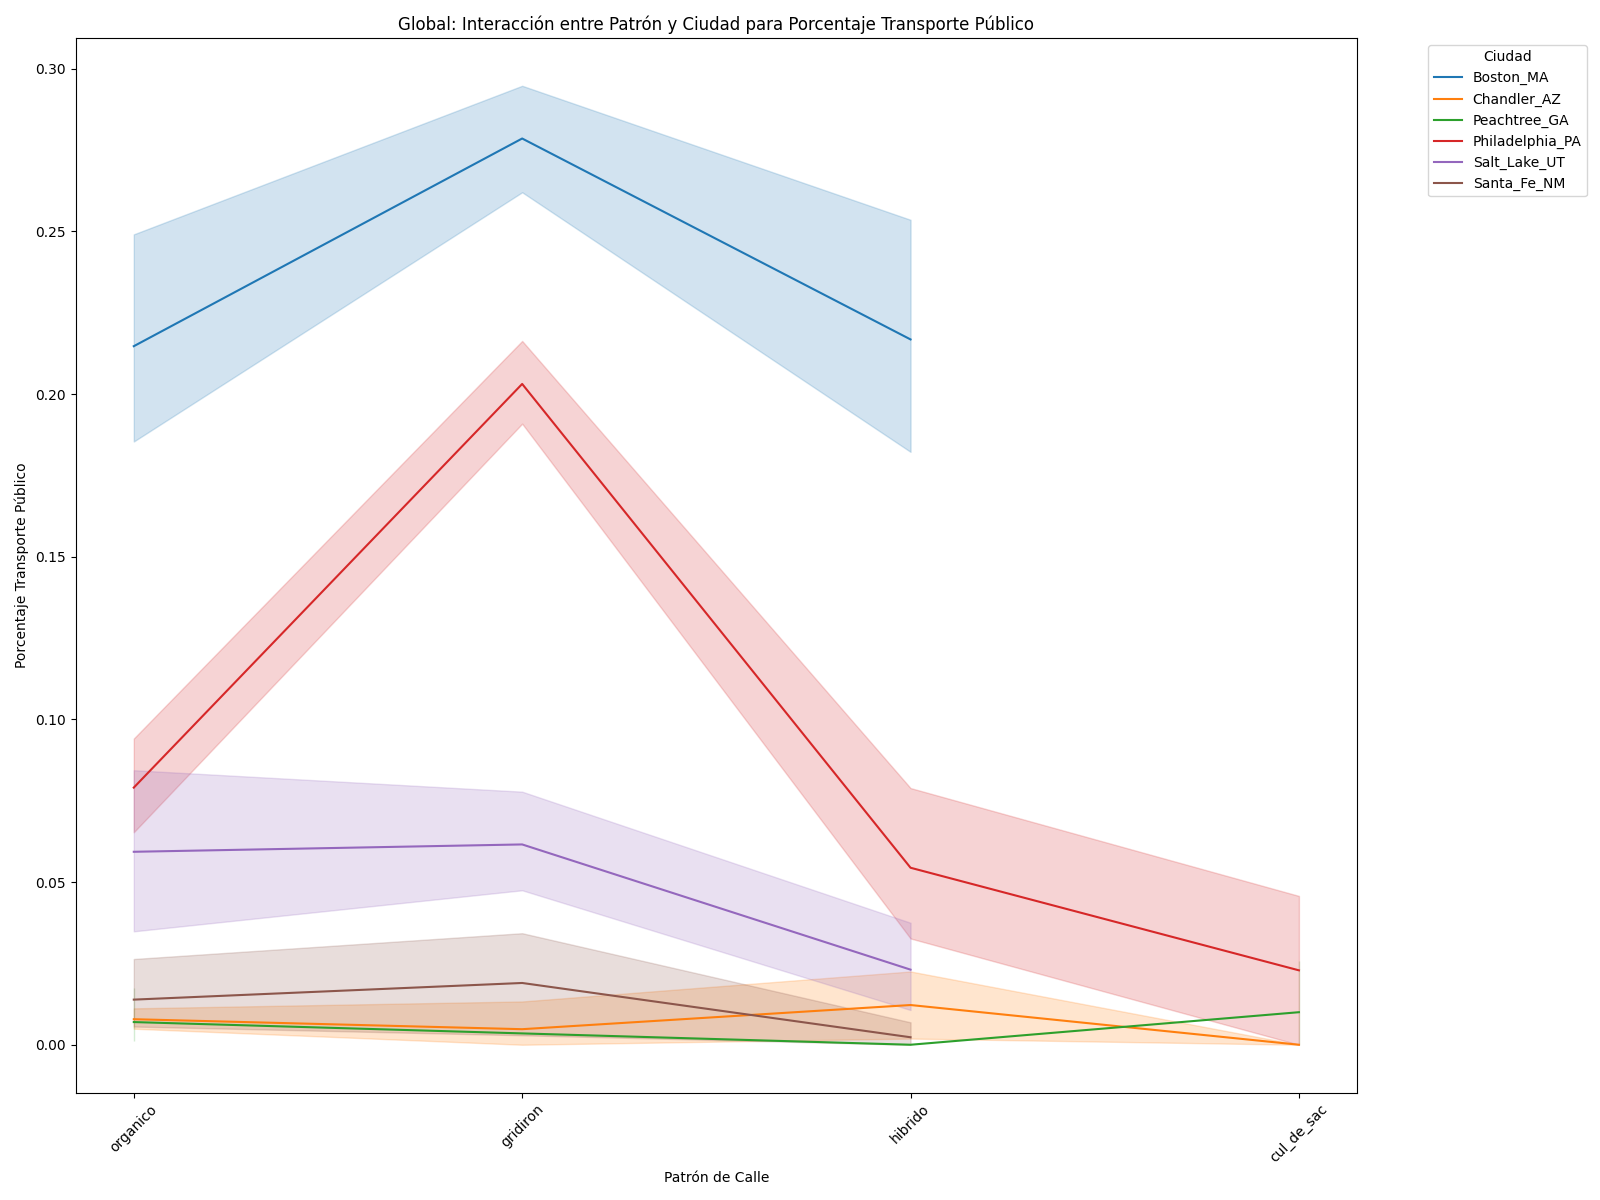 Global: Interacción entre Patrón y Ciudad para Porcentaje Transporte Público
Ciudad
Boston_MA
Chandler_AZ
Peachtree_GA
Philadelphia_PA
Salt_Lake_UT
Santa_Fe_NM
Porcentaje Transporte Público
0.30
0.25
0.20
0.15
0.10
0.05
0.00
organico
gridiron
hibrido
cul_de_sac
Patrón de Calle